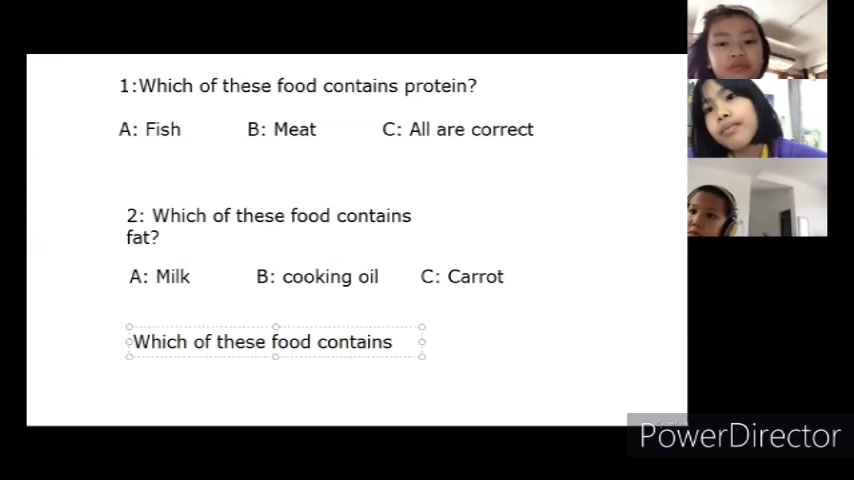 1:Which of these food contains protein?
A: Fish B: Meat C: All are correct
2: Which of these food contains
fat?
A: Milk B: cooking oil C: Carrot
Which of these food contains
PowerDirector